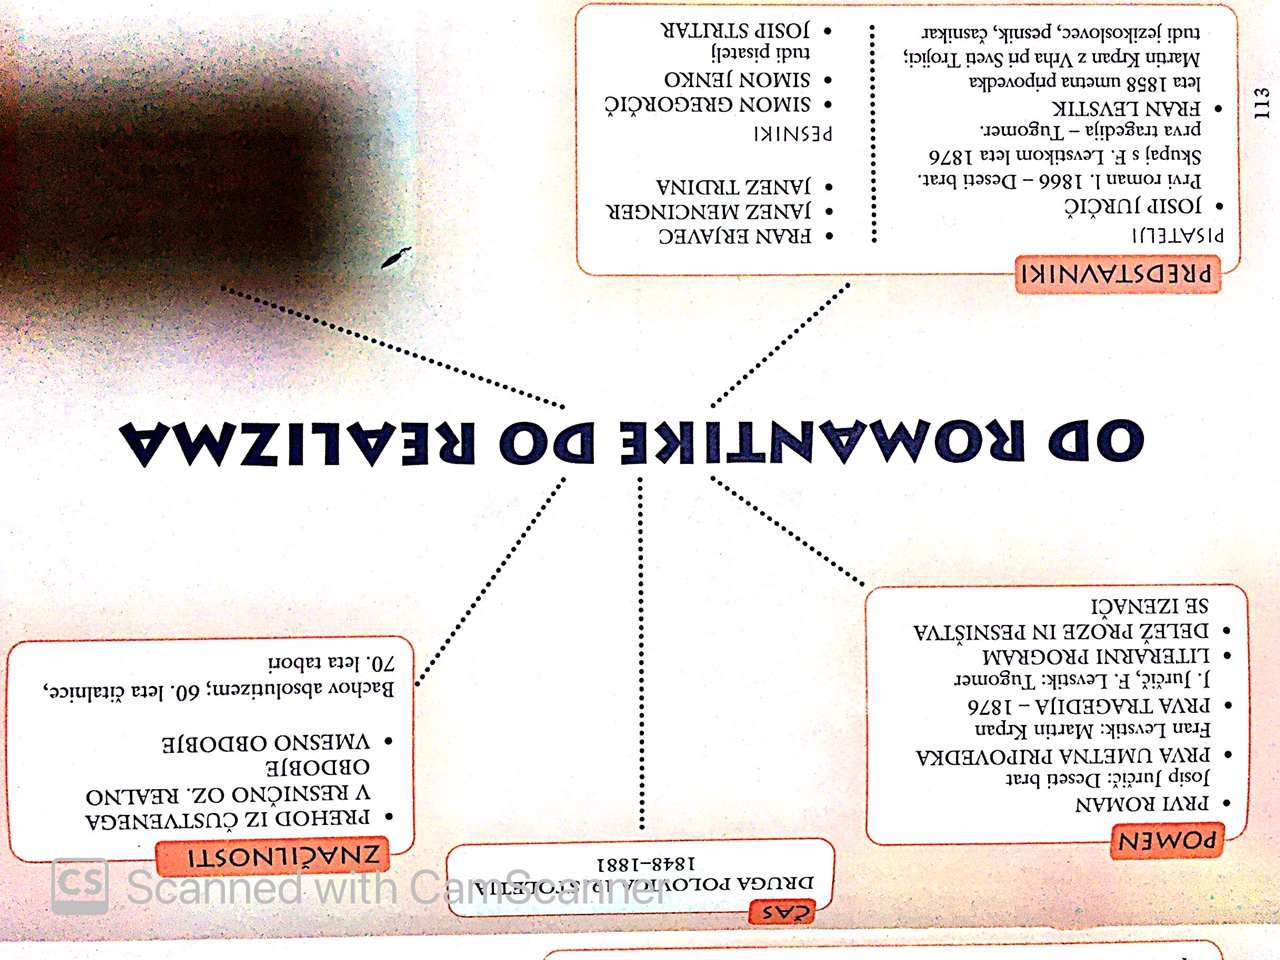 ČAS
DRUGA POLOVICA 19. STOLETJA
1848–1881
POMEN
• PRVI ROMAN
Josip Jurčič: Deseti brat
• PRVA UMETNA PRIPOVEDKA
Fran Levstik: Martin Krpan
• PRVA TRAGEDIJA – 1876
J. Jurčič, F. Levstik: Tugomer
• LITERARNI PROGRAM
• DELEŽ PROZE IN PESNIŠTVA
SE IZENAČI
ZNAČILNOSTI
• PREHOD IZ ČUSTVENEGA
V RESNIČNO OZ. REALNO
OBDOBJE
• VMESNO OBDOBJE
Bachov absolutizem; 60. leta čitalnice,
70. leta tabori
OD ROMANTIKE DO REALIZMA
PREDSTAVNIKI
PISATELJI
• JOSIP JURČIČ
Prvi roman l. 1866 – Deseti brat.
Skupaj s F. Levstikom leta 1876
prva tragedija – Tugomer.
• FRAN LEVSTIK
leta 1858 umetna pripovedka
Martin Krpan z Vrha pri Sveti Trojici;
tudi jezikoslovec, pesnik, časnikar
• FRAN ERJAVEC
• JANEZ MENCINGER
• JANEZ TRDINA
PESNIKI
• SIMON GREGORČIČ
• SIMON JENKO
tudi pisatelj
• JOSIP STRITAR
113
CS Scanned with CamScanner